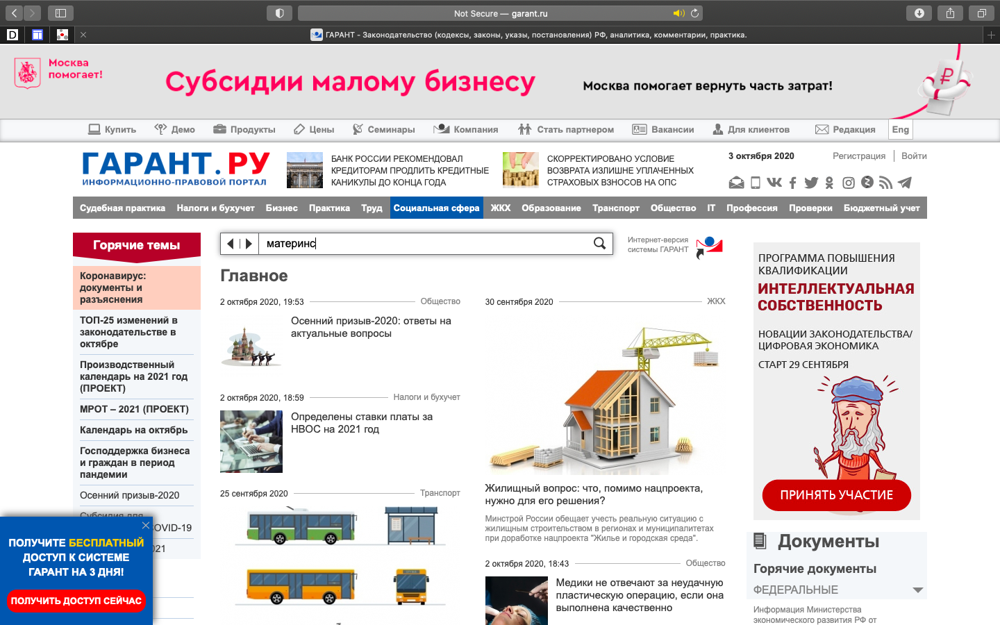 Not Secure — garant.ru
D
ГАРАНТ - Законодательство (кодексы, законы, указы, постановления) РФ, аналитика, комментарии, практика.
Москва
помогает!
Субсидии малому бизнесу
Москва помогает вернуть часть затрат!
₽
Купить
Демо
Продукты
Цены
Семинары
Компания
Стать партнером
Вакансии
Для клиентов
Редакция
Eng
ГАРАНТ.РУ
ИНФОРМАЦИОННО-ПРАВОВОЙ ПОРТАЛ
БАНК РОССИИ РЕКОМЕНДОВАЛ
КРЕДИТОРАМ ПРОДЛИТЬ КРЕДИТНЫЕ
КАНИКУЛЫ ДО КОНЦА ГОДА
СКОРРЕКТИРОВАНО УСЛОВИЕ
ВОЗВРАТА ИЗЛИШНЕ УПЛАЧЕННЫХ
СТРАХОВЫХ ВЗНОСОВ НА ОПС
3 октября 2020
Регистрация
Войти
Судебная практика
Налоги и бухучет
Бизнес
Практика
Труд
Социальная сфера
ЖКХ
Образование
Транспорт
Общество
IT
Профессия
Проверки
Бюджетный учет
Горячие темы
Коронавирус:
документы и
разъяснения
ТОП-25 изменений в
законодательстве в
октябре
Производственный
календарь на 2021 год
(ПРОЕКТ)
МРОТ – 2021 (ПРОЕКТ)
Календарь на октябрь
Господдержка бизнеса
и граждан в период
пандемии
Осенний призыв-2020
Субсидия для
OVID-19
021
ПОЛУЧИТЕ БЕСПЛАТНЫЙ
ДОСТУП К СИСТЕМЕ
ГАРАНТ НА 3 ДНЯ!
ПОЛУЧИТЬ ДОСТУП СЕЙЧАС
материнс
Интернет-версия
системы ГАРАНТ
Главное
2 октября 2020, 19:53
Общество
Осенний призыв-2020: ответы на
актуальные вопросы
2 октября 2020, 18:59
Налоги и бухучет
Определены ставки платы за
НВОС на 2021 год
25 сентября 2020
Транспорт
30 сентября 2020
ЖКХ
Жилищный вопрос: что, помимо нацпроекта,
нужно для его решения?
Минстрой России обещает учесть реальную ситуацию с
жилищным строительством в регионах и муниципалитетах
при доработке нацпроекта "Жилье и городская среда".
2 октября 2020, 18:43
Общество
Медики не отвечают за неудачную
пластическую операцию, если она
выполнена качественно
ПРОГРАММА ПОВЫШЕНИЯ
КВАЛИФИКАЦИИ
ИНТЕЛЛЕКТУАЛЬНАЯ
СОБСТВЕННОСТЬ
НОВАЦИИ ЗАКОНОДАТЕЛЬСТВА/
ЦИФРОВАЯ ЭКОНОМИКА
СТАРТ 29 СЕНТЯБРЯ
ПРИНЯТЬ УЧАСТИЕ
Документы
Горячие документы
ФЕДЕРАЛЬНЫЕ
Информация Министерства
экономического развития РФ от